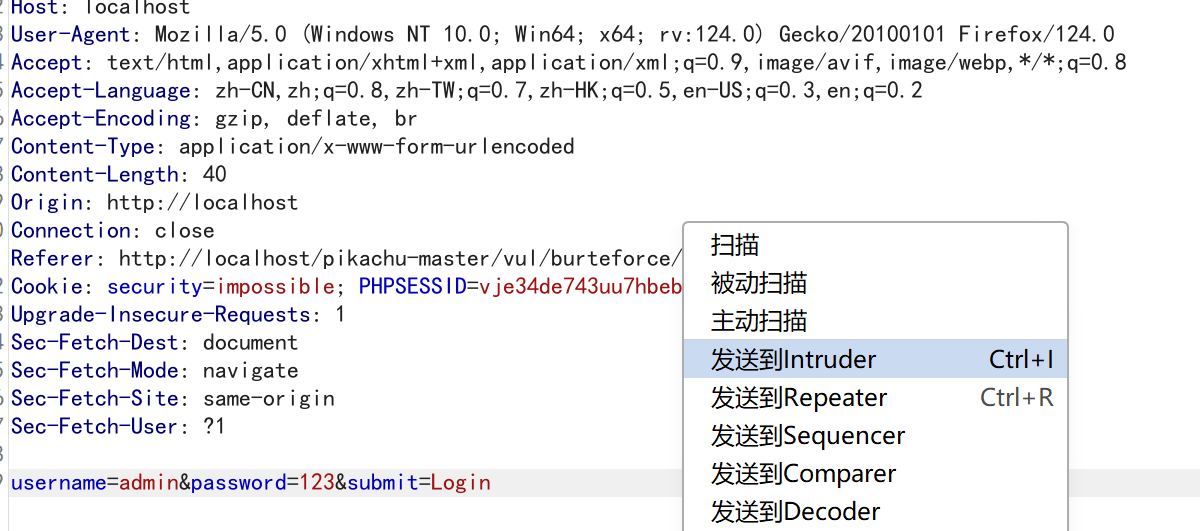 Host: localhost
User-Agent: Mozilla/5.0 (Windows NT 10.0; Win64; x64; rv:124.0) Gecko/20100101 Firefox/124.0
Accept: text/html,application/xhtml+xml,application/xml;q=0.9,image/avif,image/webp,*/*;q=0.8
Accept-Language: zh-CN,zh;q=0.8,zh-TW;q=0.7,zh-HK;q=0.5,en-US;q=0.3,en;q=0.2
Accept-Encoding: gzip, deflate, br
Content-Type: application/x-www-form-urlencoded
Content-Length: 40
Origin: http://localhost
Connection: close
Referer: http://localhost/pikachu-master/vul/burteforce/
Cookie: security=impossible; PHPSESSID=vje34de743uu7hbeb
Upgrade-Insecure-Requests: 1
Sec-Fetch-Dest: document
Sec-Fetch-Mode: navigate
Sec-Fetch-Site: same-origin
Sec-Fetch-User: ?1
username=admin&password=123&submit=Login
扫描
被动扫描
主动扫描
发送到Intruder Ctrl+I
发送到Repeater Ctrl+R
发送到Sequencer
发送到Comparer
发送到Decoder